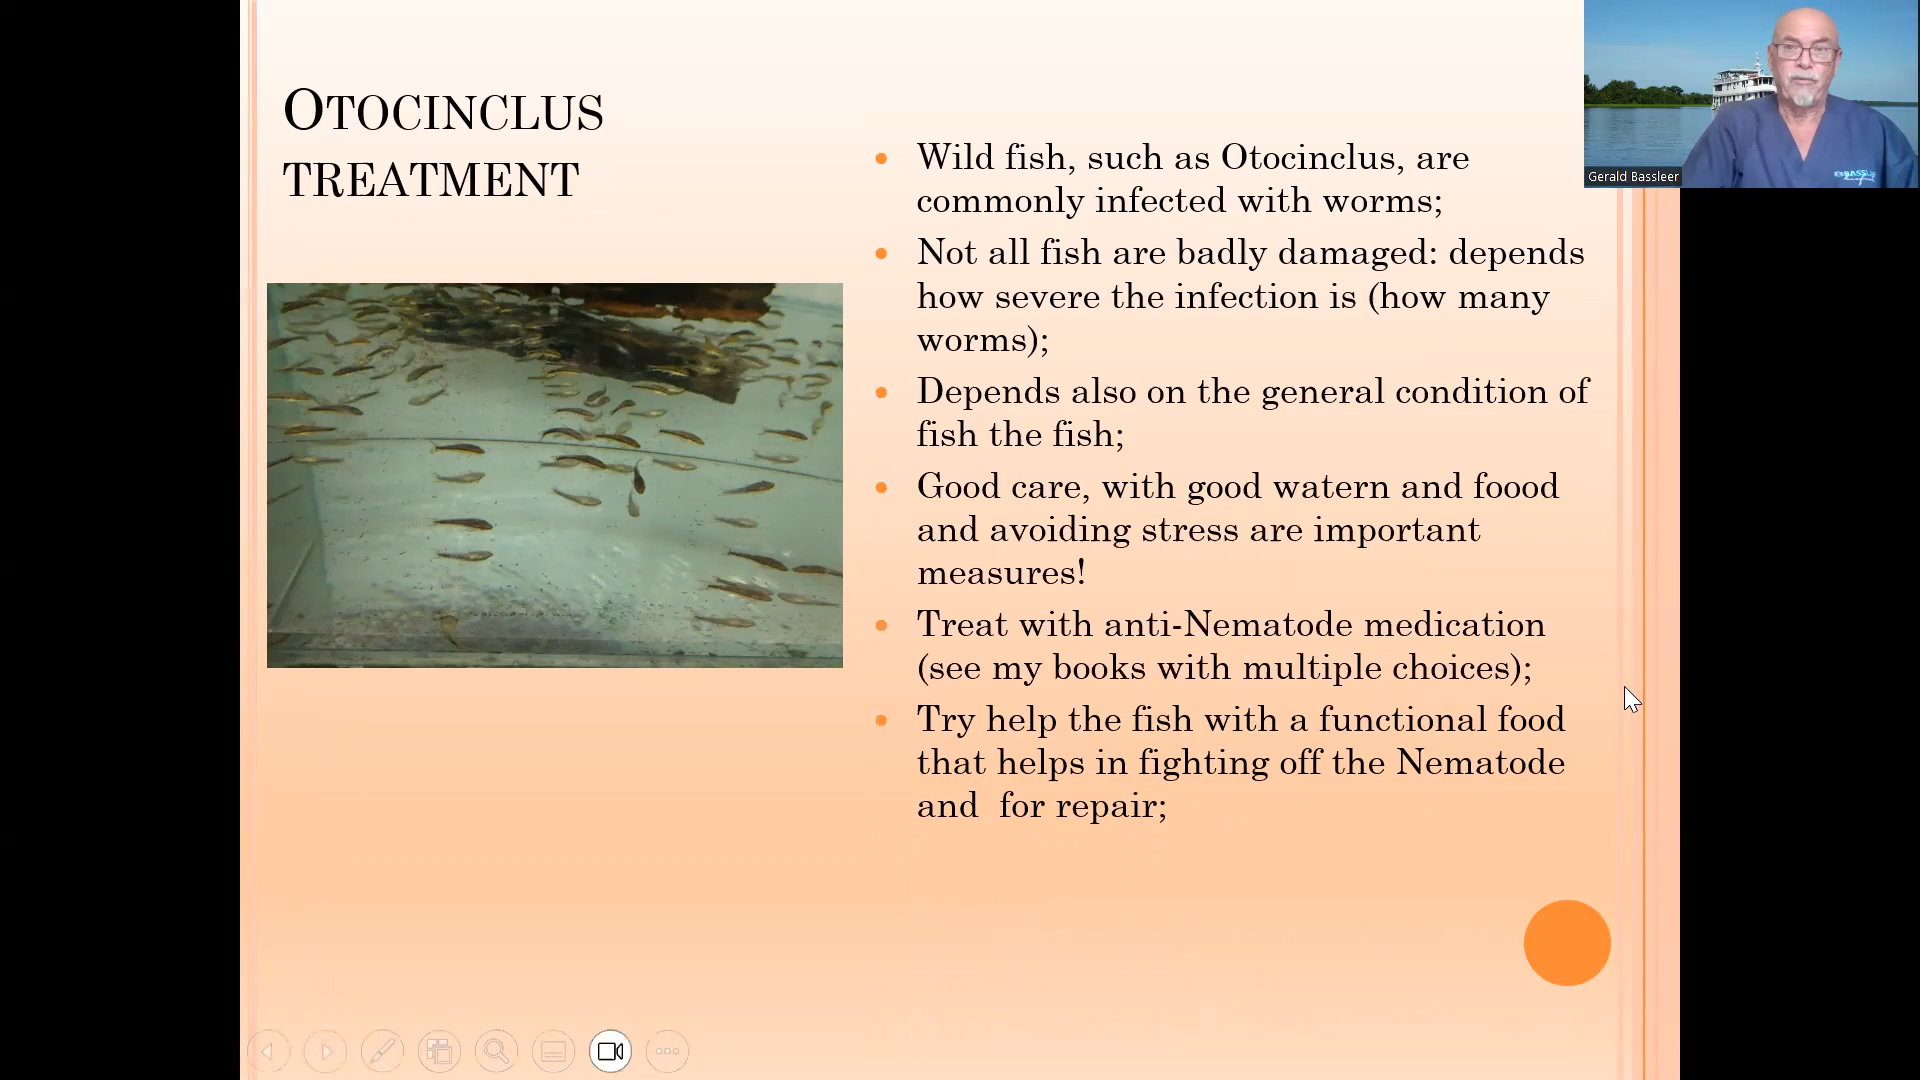 OTOCINCLUS
TREATMENT
Wild fish, such as Otocinclus, are
commonly infected with worms;
Not all fish are badly damaged: depends
how severe the infection is (how many
worms);
Depends also on the general condition of
fish the fish;
Good care, with good watern and foood
and avoiding stress are important
measures!
Treat with anti-Nematode medication
(see my books with multiple choices);
Try help the fish with a functional food
that helps in fighting off the Nematode
and  for repair;
Gerald Bassleer